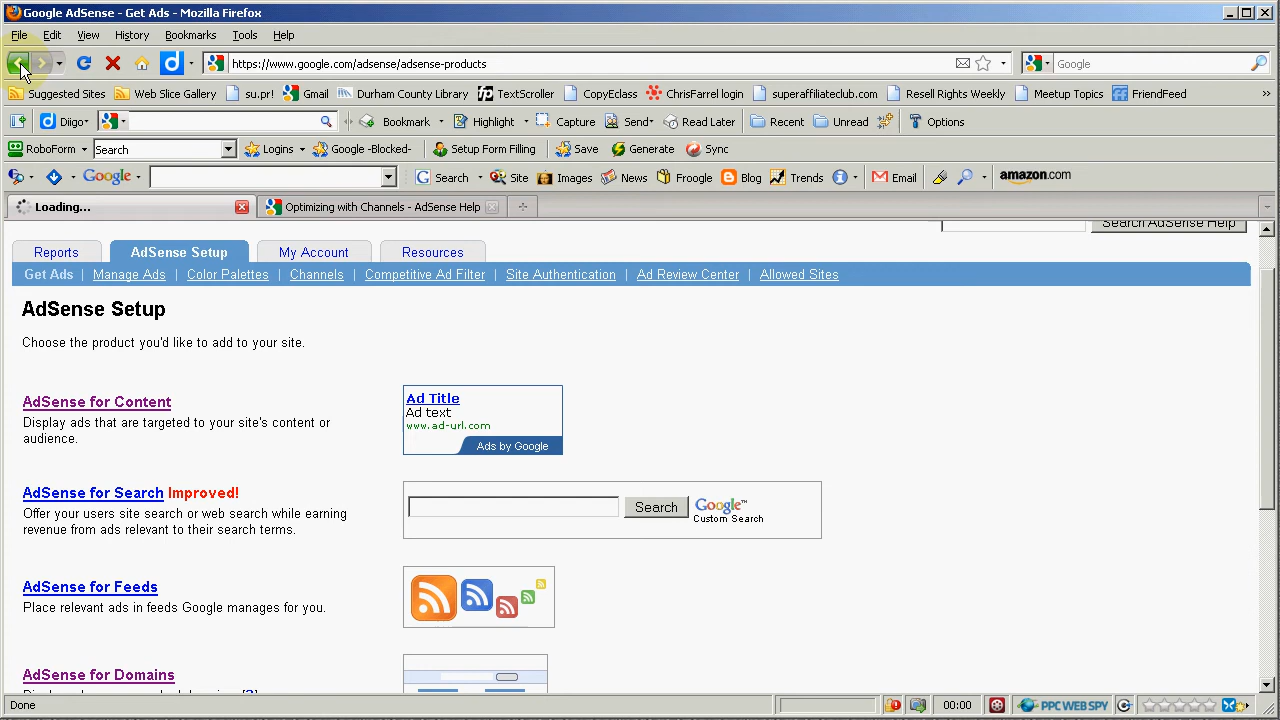 Google AdSense - Get Ads - Mozilla Firefox
File Edit View History Bookmarks Tools Help
https://www.google.com/adsense/adsense-products Google
Suggested Sites Web Slice Gallery su.pr! Gmail Durham County Library TextScroller CopyEclass ChrisFarrel login superaffiliateclub.com Resell Rights Weekly Meetup Topics FriendFeed »
Diigo Bookmark Highlight Capture Send Read Later Recent Unread Options
RoboForm Search Logins Google -Blocked- Setup Form Filling Save Generate Sync
Google Search Site Images News Froogle Blog Trends Email amazon.com
Loading... Optimizing with Channels - AdSense Help
Search AdSense Help
Reports AdSense Setup My Account Resources
Get Ads | Manage Ads | Color Palettes | Channels | Competitive Ad Filter | Site Authentication | Ad Review Center | Allowed Sites
AdSense Setup
Choose the product you'd like to add to your site.
AdSense for Content
Display ads that are targeted to your site's content or
audience.
Ad Title
Ad text
www.ad-url.com
Ads by Google
AdSense for Search Improved!
Offer your users site search or web search while earning
revenue from ads relevant to their search terms.
Search Google™
Custom Search
AdSense for Feeds
Place relevant ads in feeds Google manages for you.
AdSense for Domains
Done 00:00 PPC WEB SPY